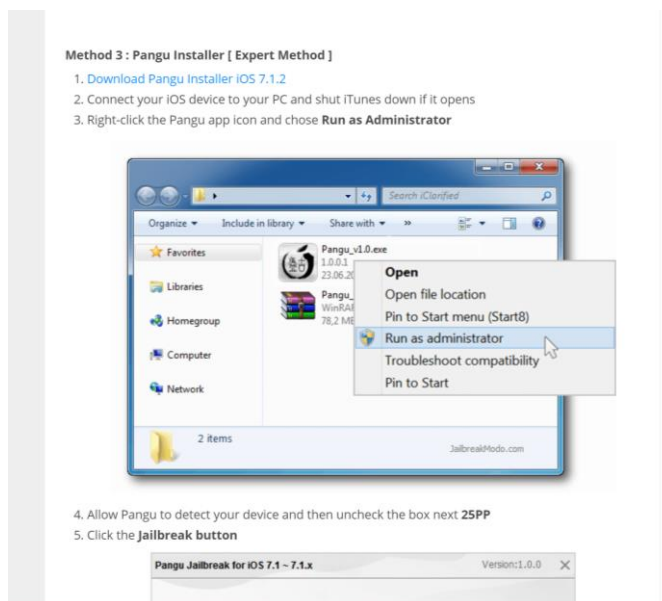 Method 3 : Pangu Installer [ Expert Method ]
1. Download Pangu Installer iOS 7.1.2
2. Connect your iOS device to your PC and shut iTunes down if it opens
3. Right-click the Pangu app icon and chose Run as Administrator
Search iClarified
Organize Include in library Share with »
Favorites
Libraries
Homegroup
Computer
Network
Pangu_v1.0.exe
1.0.0.1
23.06.20
Pangu_
WinRAR
78,2 MB
Open
Open file location
Pin to Start menu (Start8)
Run as administrator
Troubleshoot compatibility
Pin to Start
2 items
JailbreakModo.com
4. Allow Pangu to detect your device and then uncheck the box next 25PP
5. Click the Jailbreak button
Pangu Jailbreak for iOS 7.1 ~ 7.1.x Version:1.0.0